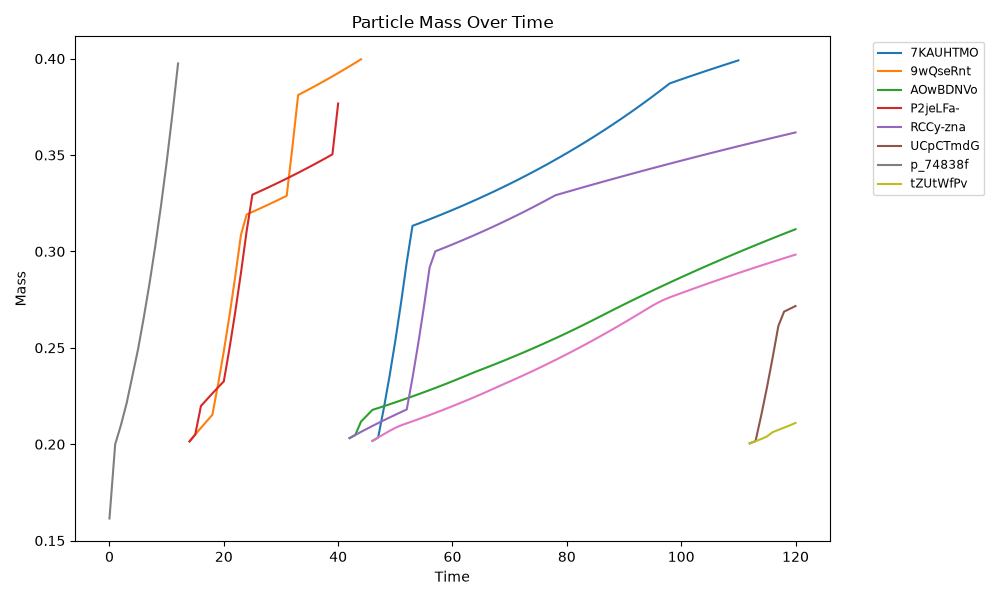 Particle Mass Over Time
0.40
0.35
0.30
0.25
0.20
0.15
Mass
0
20
40
60
80
100
120
Time
7KAUHTMO
9wQseRnt
AOwBDNVo
P2jeLFa-
RCCy-zna
UCpCTmdG
p_74838f
tZUtWfPv